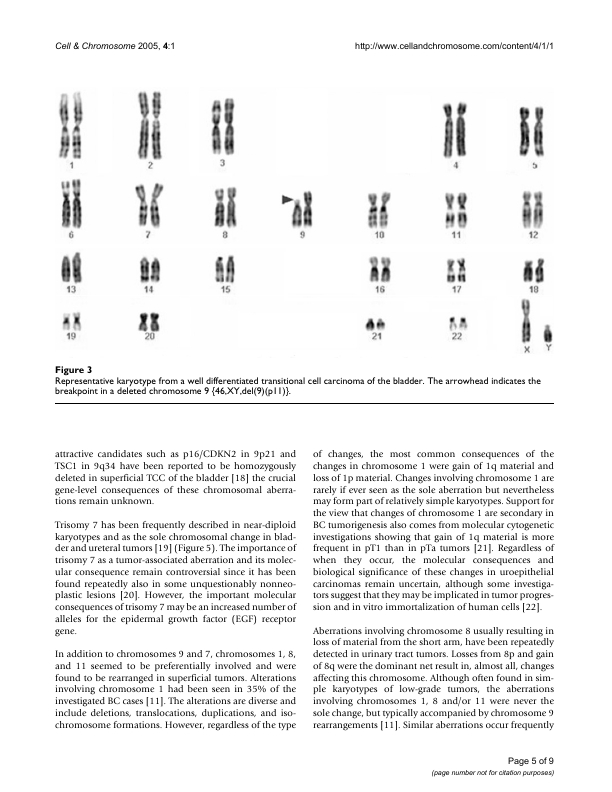 Cell & Chromosome 2005, 4:1
http://www.cellandchromosome.com/content/4/1/1
1 2 3 4 5
6 7 8 9 10 11 12
13 14 15 16 17 18
19 20 21 22 X Y
Figure 3
Representative karyotype from a well differentiated transitional cell carcinoma of the bladder. The arrowhead indicates the
breakpoint in a deleted chromosome 9 {46,XY,del(9)(p11)}.
attractive candidates such as p16/CDKN2 in 9p21 and
TSC1 in 9q34 have been reported to be homozygously
deleted in superficial TCC of the bladder [18] the crucial
gene-level consequences of these chromosomal aberra-
tions remain unknown.
Trisomy 7 has been frequently described in near-diploid
karyotypes and as the sole chromosomal change in blad-
der and ureteral tumors [19] (Figure 5). The importance of
trisomy 7 as a tumor-associated aberration and its molec-
ular consequence remain controversial since it has been
found repeatedly also in some unquestionably nonneo-
plastic lesions [20]. However, the important molecular
consequences of trisomy 7 may be an increased number of
alleles for the epidermal growth factor (EGF) receptor
gene.
In addition to chromosomes 9 and 7, chromosomes 1, 8,
and 11 seemed to be preferentially involved and were
found to be rearranged in superficial tumors. Alterations
involving chromosome 1 had been seen in 35% of the
investigated BC cases [11]. The alterations are diverse and
include deletions, translocations, duplications, and iso-
chromosome formations. However, regardless of the type
of changes, the most common consequences of the
changes in chromosome 1 were gain of 1q material and
loss of 1p material. Changes involving chromosome 1 are
rarely if ever seen as the sole aberration but nevertheless
may form part of relatively simple karyotypes. Support for
the view that changes of chromosome 1 are secondary in
BC tumorigenesis also comes from molecular cytogenetic
investigations showing that gain of 1q material is more
frequent in pT1 than in pTa tumors [21]. Regardless of
when they occur, the molecular consequences and
biological significance of these changes in uroepithelial
carcinomas remain uncertain, although some investiga-
tors suggest that they may be implicated in tumor progres-
sion and in vitro immortalization of human cells [22].
Aberrations involving chromosome 8 usually resulting in
loss of material from the short arm, have been repeatedly
detected in urinary tract tumors. Losses from 8p and gain
of 8q were the dominant net result in, almost all, changes
affecting this chromosome. Although often found in sim-
ple karyotypes of low-grade tumors, the aberrations
involving chromosomes 1, 8 and/or 11 were never the
sole change, but typically accompanied by chromosome 9
rearrangements [11]. Similar aberrations occur frequently
Page 5 of 9
(page number not for citation purposes)